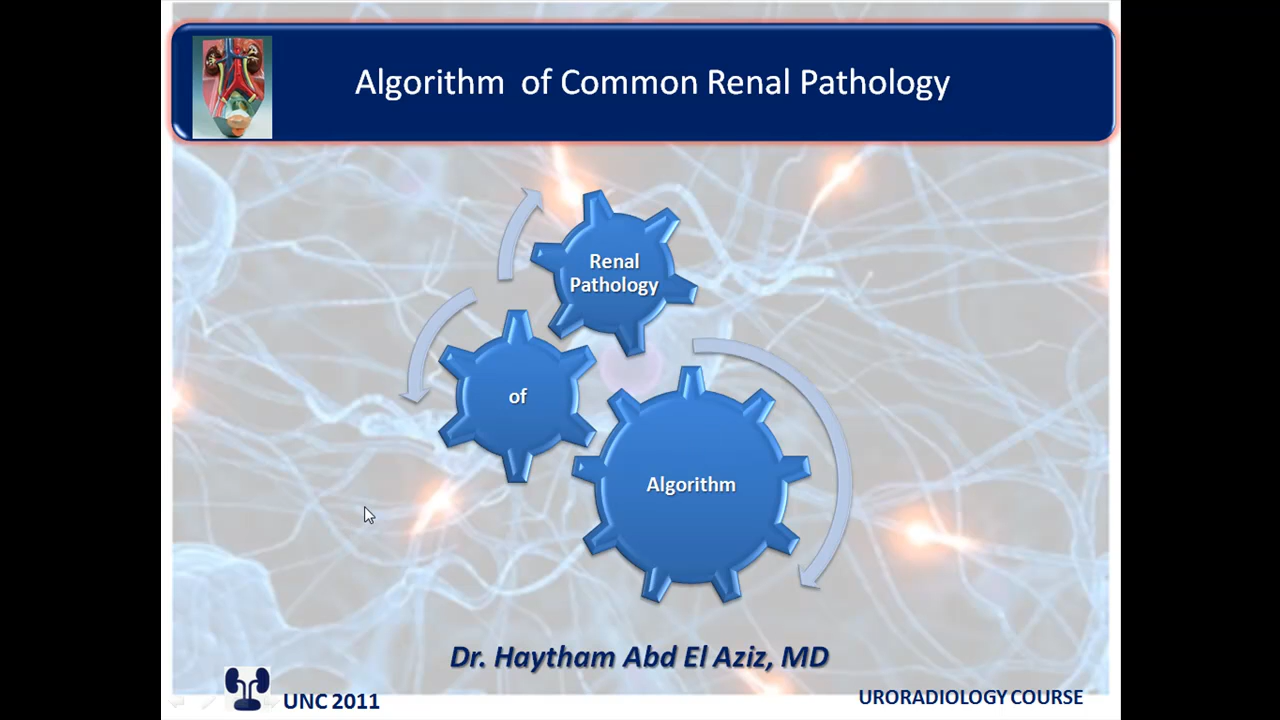 Algorithm of Common Renal Pathology
Renal
Pathology
of
Algorithm
Dr. Haytham Abd El Aziz, MD
UNC 2011
URORADIOLOGY COURSE